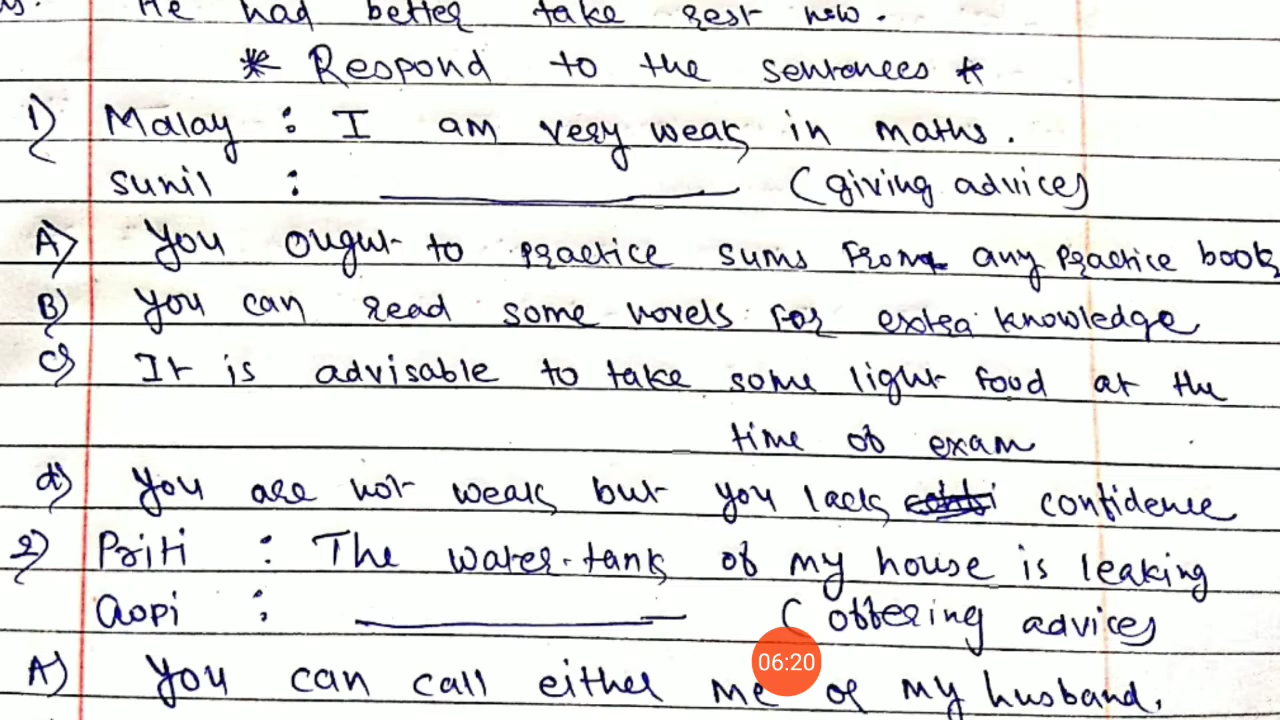 He had better take rest now.
* Respond to the sentences *
1) Malay : I am very weak in maths.
sunil : ________ (giving advice)
A) You ought to practice sums from any practice book
B) You can read some novels for extra knowledge
C) It is advisable to take some light food at the
time of exam
d) You are not weak but you lack confidence
2) Priti : The water-tank of my house is leaking
Gopi : ________ (offering advice)
A) You can call either me or my husband.
06:20